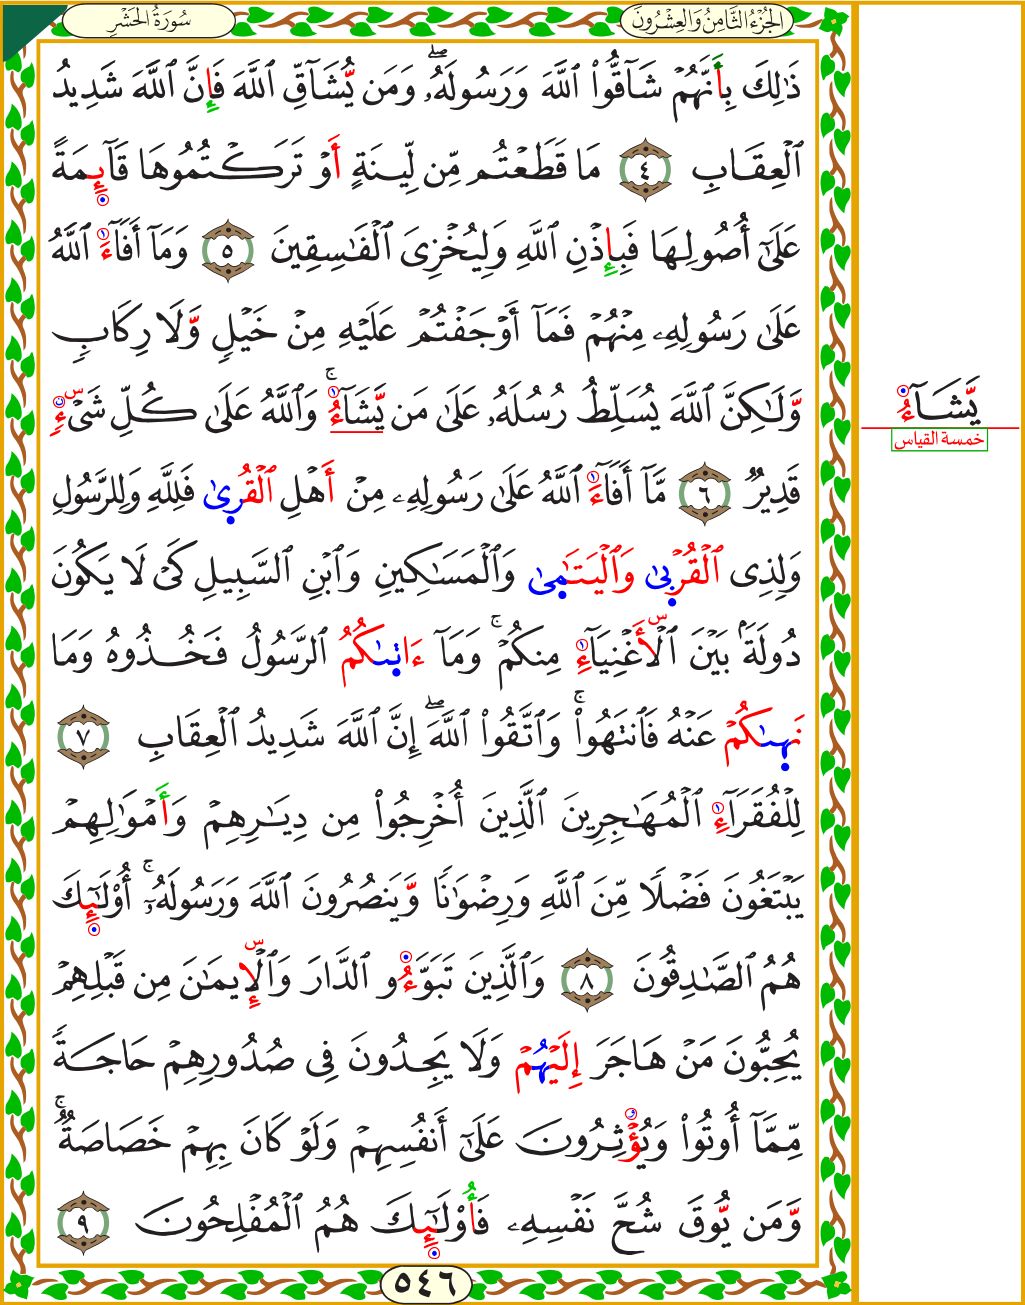 سُورَةُ الحَشْرِ
الجُزْءُ الثَّامِنُ وَالعِشْرُونَ
ذَٰلِكَ بِأَنَّهُمۡ شَآقُّواْ ٱللَّهَ وَرَسُولَهُۥۖ وَمَن يُّشَآقِّ ٱللَّهَ فَإِنَّ ٱللَّهَ شَدِيدُ
ٱلۡعِقَابِ ٤ مَا قَطَعۡتُم مِّن لِّينَةٍ أَوۡ تَرَكۡتُمُوهَا قَآئِمَةً
عَلَىٰٓ أُصُولِهَا فَبِإِذۡنِ ٱللَّهِ وَلِيُخۡزِيَ ٱلۡفَٰسِقِينَ ٥ وَمَآ أَفَآءَ ٱللَّهُ
عَلَىٰ رَسُولِهِۦ مِنۡهُمۡ فَمَآ أَوۡجَفۡتُمۡ عَلَيۡهِ مِنۡ خَيۡلٖ وَّلَا رِكَابٖ
وَّلَٰكِنَّ ٱللَّهَ يُسَلِّطُ رُسُلَهُۥ عَلَىٰ مَن يَّشَآءُۚ وَٱللَّهُ عَلَىٰ كُلِّ شَيۡءٖ
يَّشَآءُ
خمسة القياس
قَدِيرٞ ٦ مَّآ أَفَآءَ ٱللَّهُ عَلَىٰ رَسُولِهِۦ مِنۡ أَهۡلِ ٱلۡقُرىٰ فَلِلَّهِ وَلِلرَّسُولِ
وَلِذِي ٱلۡقُرۡبىٰ وَٱلۡيَتَٰمىٰ وَٱلۡمَسَٰكِينِ وَٱبۡنِ ٱلسَّبِيلِ كَيۡ لَا يَكُونَ
دُولَةَۢ بَيۡنَ ٱلۡأَغۡنِيَآءِ مِنكُمۡۚ وَمَآ ءَاتىٰكُمُ ٱلرَّسُولُ فَخُذُوهُ وَمَا
نَهىٰكُمۡ عَنۡهُ فَٱنتَهُواْۚ وَٱتَّقُواْ ٱللَّهَۖ إِنَّ ٱللَّهَ شَدِيدُ ٱلۡعِقَابِ ٧
لِلۡفُقَرَآءِ ٱلۡمُهَٰجِرِينَ ٱلَّذِينَ أُخۡرِجُواْ مِن دِيَٰرِهِمۡ وَأَمۡوَٰلِهِمۡ
يَبۡتَغُونَ فَضۡلٗا مِّنَ ٱللَّهِ وَرِضۡوَٰنٗا وَّيَنصُرُونَ ٱللَّهَ وَرَسُولَهُۥٓۚ أُوْلَٰٓئِكَ
هُمُ ٱلصَّٰدِقُونَ ٨ وَٱلَّذِينَ تَبَوَّءُو ٱلدَّارَ وَٱلۡإِيمَٰنَ مِن قَبۡلِهِمۡ
يُحِبُّونَ مَنۡ هَاجَرَ إِلَيۡهُمۡ وَلَا يَجِدُونَ فِي صُدُورِهِمۡ حَاجَةٗ
مِّمَّآ أُوتُواْ وَيُؤۡثِرُونَ عَلَىٰٓ أَنفُسِهِمۡ وَلَوۡ كَانَ بِهِمۡ خَصَاصَةٞۚ
وَّمَن يُّوقَ شُحَّ نَفۡسِهِۦ فَأُوْلَٰٓئِكَ هُمُ ٱلۡمُفۡلِحُونَ ٩
٥٤٦